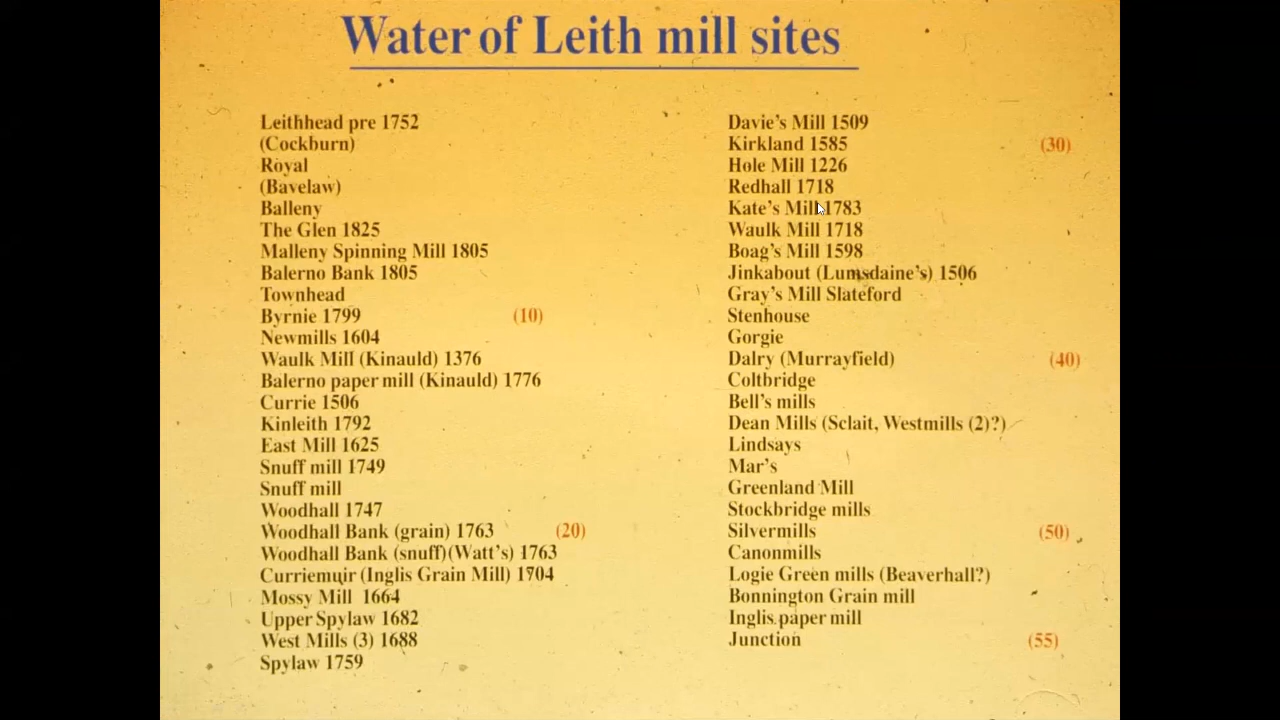 Water of Leith mill sites
Leithhead pre 1752
(Cockburn)
Royal
(Bavelaw)
Balleny
The Glen 1825
Malleny Spinning Mill 1805
Balerno Bank 1805
Townhead
Byrnie 1799 (10)
Newmills 1604
Waulk Mill (Kinauld) 1376
Balerno paper mill (Kinauld) 1776
Currie 1506
Kinleith 1792
East Mill 1625
Snuff mill 1749
Snuff mill
Woodhall 1747
Woodhall Bank (grain) 1763 (20)
Woodhall Bank (snuff)(Watt's) 1763
Curriemuir (Inglis Grain Mill) 1704
Mossy Mill 1664
Upper Spylaw 1682
West Mills (3) 1688
Spylaw 1759
Davie's Mill 1509
Kirkland 1585 (30)
Hole Mill 1226
Redhall 1718
Kate's Mill 1783
Waulk Mill 1718
Boag's Mill 1598
Jinkabout (Lumsdaine's) 1506
Gray's Mill Slateford
Stenhouse
Gorgie
Dalry (Murrayfield) (40)
Coltbridge
Bell's mills
Dean Mills (Sclait, Westmills (2)?)
Lindsays
Mar's
Greenland Mill
Stockbridge mills
Silvermills (50)
Canonmills
Logie Green mills (Beaverhall?)
Bonnington Grain mill
Inglis paper mill
Junction (55)